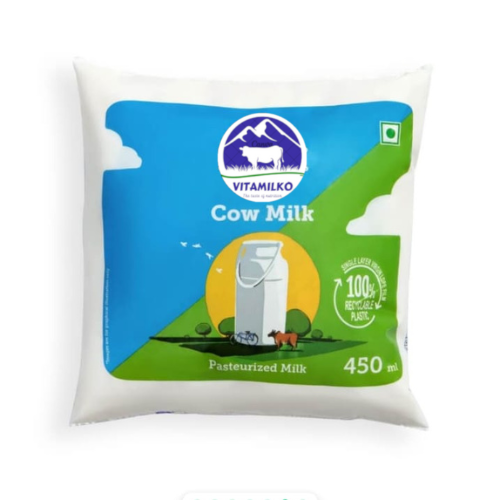 VITAMILKO
Cow Milk
100%
RECYCLABLE
PLASTIC
Pasteurized Milk
450 ml